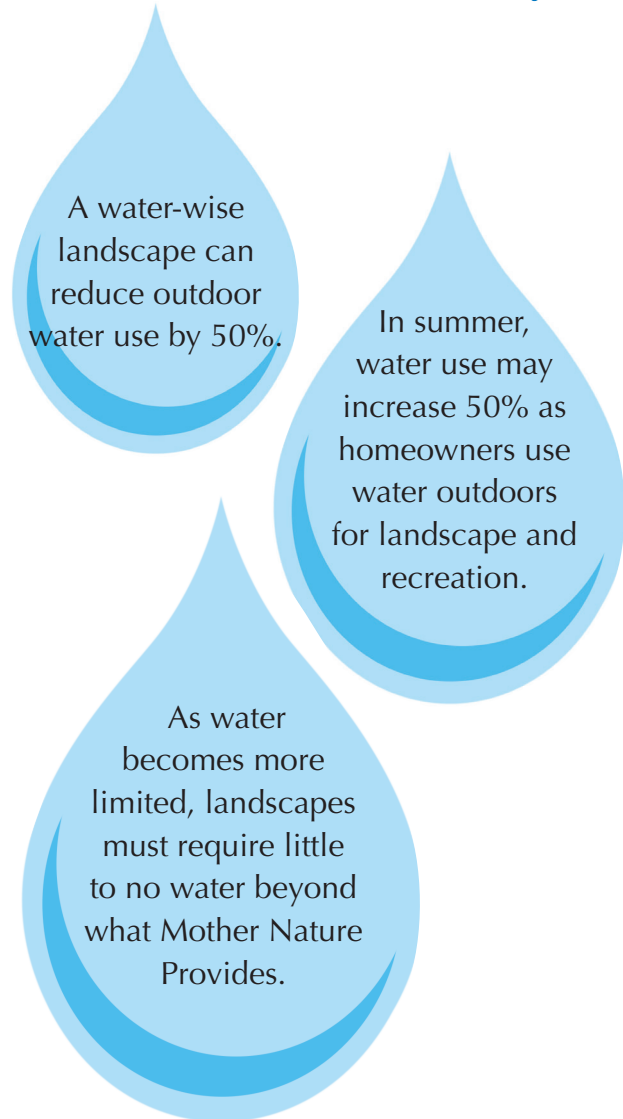 A water-wise
landscape can
reduce outdoor
water use by 50%.
In summer,
water use may
increase 50% as
homeowners use
water outdoors
for landscape and
recreation.
As water
becomes more
limited, landscapes
must require little
to no water beyond
what Mother Nature
Provides.